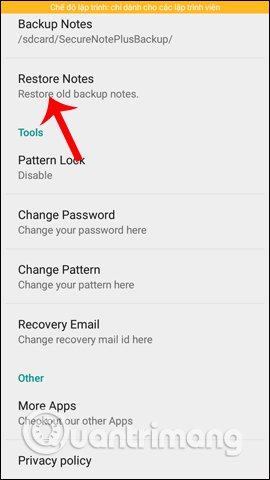 Chế độ lập trình: chỉ dành cho các lập trình viên
Backup Notes
/sdcard/SecureNotePlusBackup/
Restore Notes
Restore old backup notes.
Tools
Pattern Lock
Disable
Change Password
Change your password here
Change Pattern
Change your pattern here
Recovery Email
Change recovery mail id here
Other
More Apps
Checkout our other Apps
Quantrimang
Privacy policy